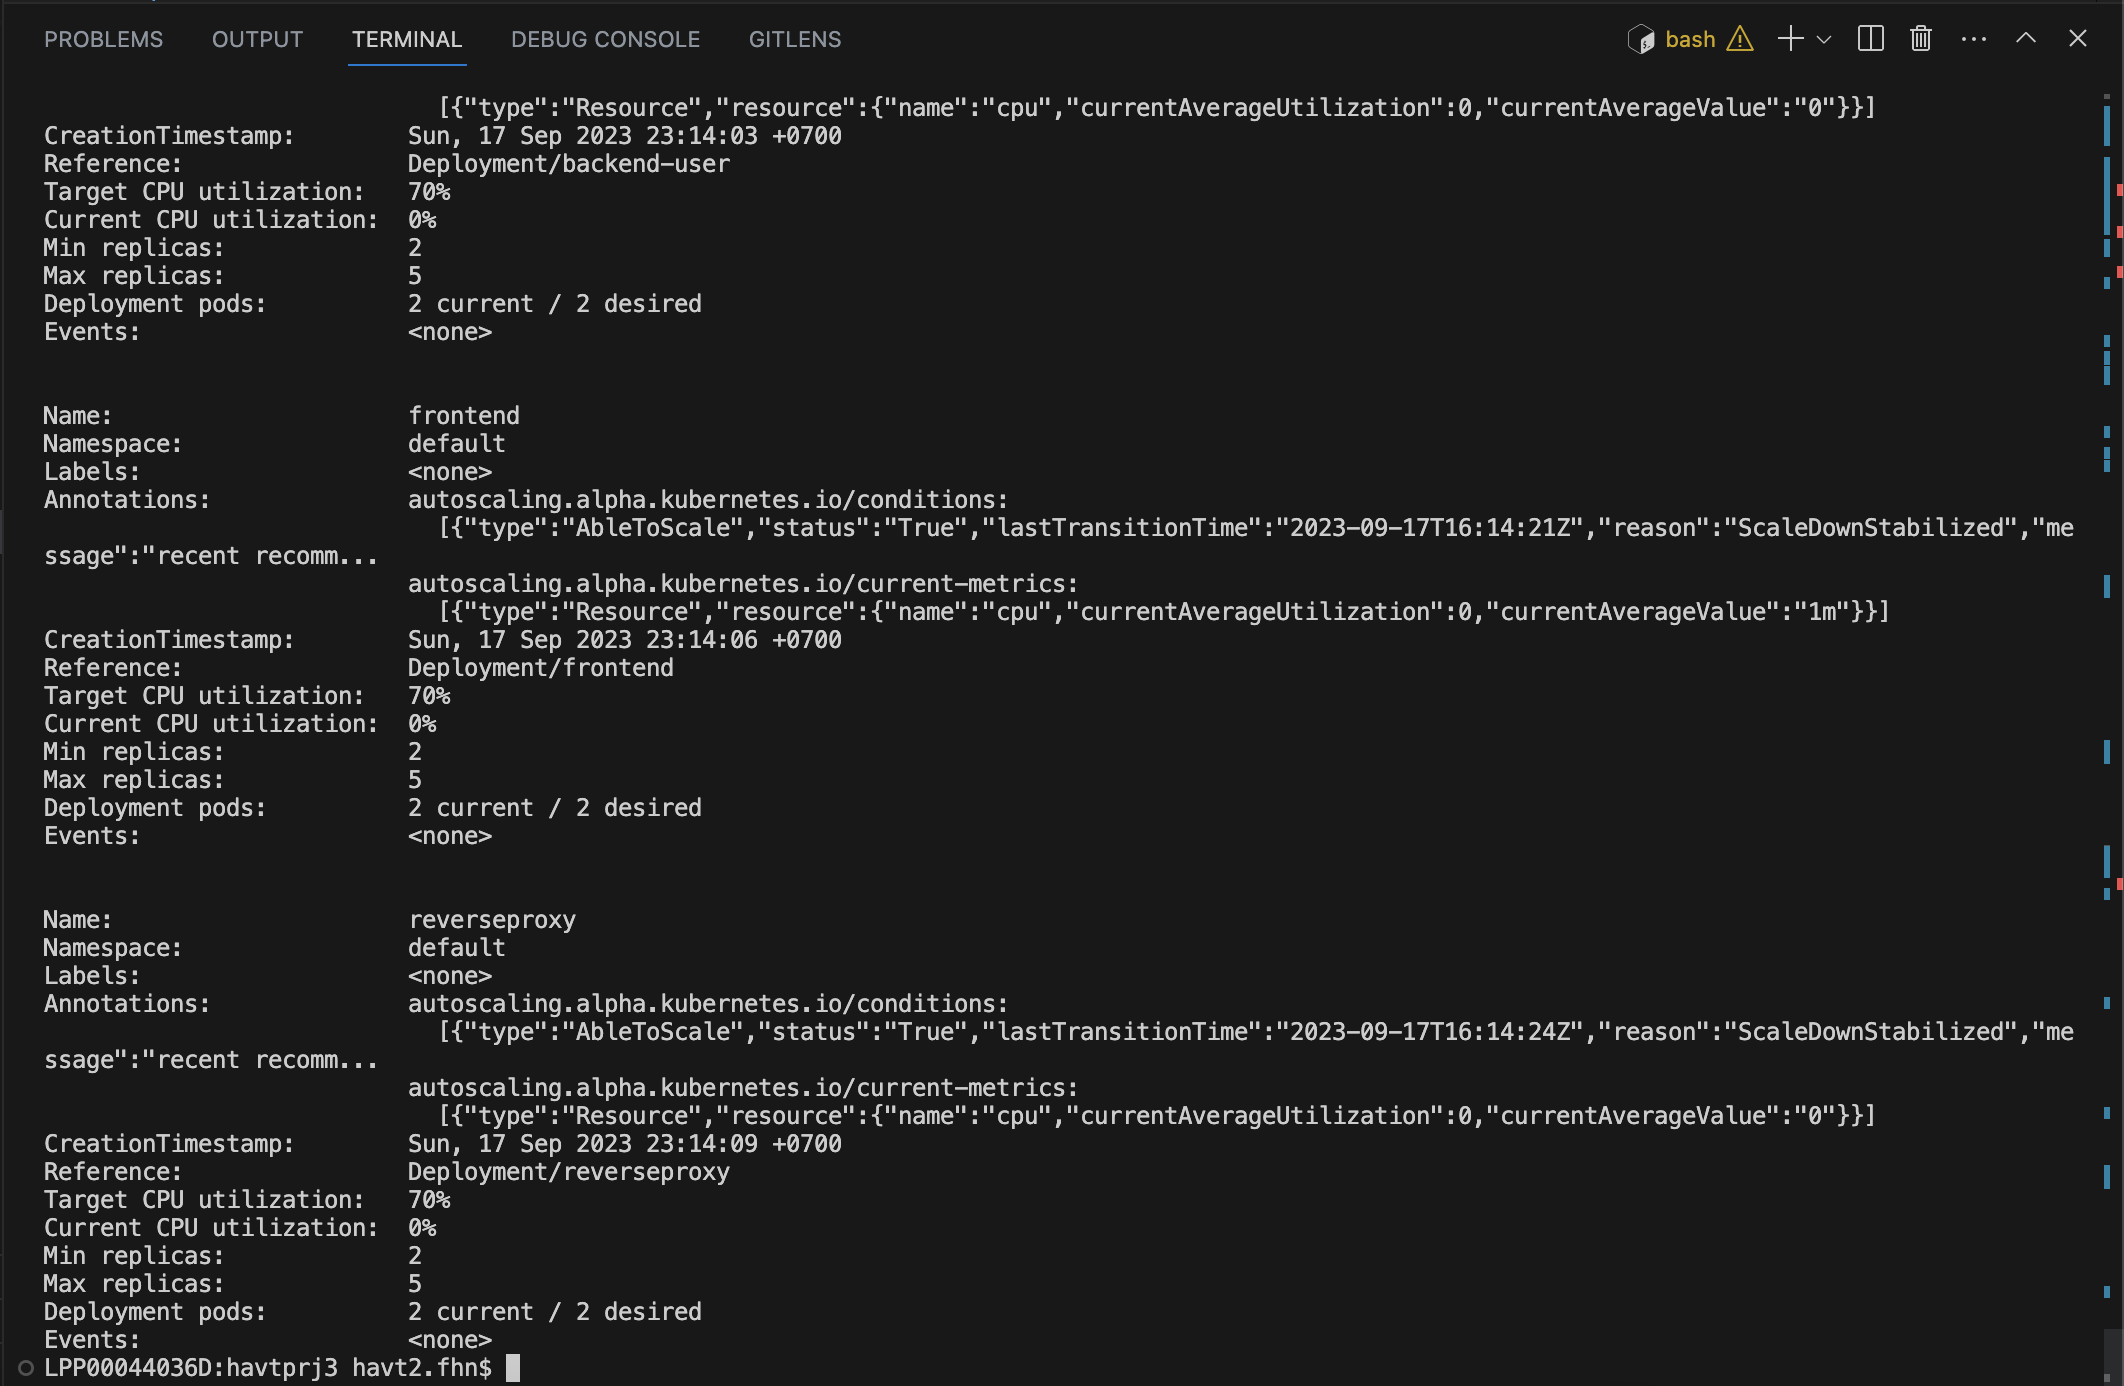 PROBLEMS OUTPUT TERMINAL DEBUG CONSOLE GITLENS bash
[{"type":"Resource","resource":{"name":"cpu","currentAverageUtilization":0,"currentAverageValue":"0"}}]
CreationTimestamp: Sun, 17 Sep 2023 23:14:03 +0700
Reference: Deployment/backend-user
Target CPU utilization: 70%
Current CPU utilization: 0%
Min replicas: 2
Max replicas: 5
Deployment pods: 2 current / 2 desired
Events: <none>
Name: frontend
Namespace: default
Labels: <none>
Annotations: autoscaling.alpha.kubernetes.io/conditions:
[{"type":"AbleToScale","status":"True","lastTransitionTime":"2023-09-17T16:14:21Z","reason":"ScaleDownStabilized","me
ssage":"recent recomm...
autoscaling.alpha.kubernetes.io/current-metrics:
[{"type":"Resource","resource":{"name":"cpu","currentAverageUtilization":0,"currentAverageValue":"1m"}}]
CreationTimestamp: Sun, 17 Sep 2023 23:14:06 +0700
Reference: Deployment/frontend
Target CPU utilization: 70%
Current CPU utilization: 0%
Min replicas: 2
Max replicas: 5
Deployment pods: 2 current / 2 desired
Events: <none>
Name: reverseproxy
Namespace: default
Labels: <none>
Annotations: autoscaling.alpha.kubernetes.io/conditions:
[{"type":"AbleToScale","status":"True","lastTransitionTime":"2023-09-17T16:14:24Z","reason":"ScaleDownStabilized","me
ssage":"recent recomm...
autoscaling.alpha.kubernetes.io/current-metrics:
[{"type":"Resource","resource":{"name":"cpu","currentAverageUtilization":0,"currentAverageValue":"0"}}]
CreationTimestamp: Sun, 17 Sep 2023 23:14:09 +0700
Reference: Deployment/reverseproxy
Target CPU utilization: 70%
Current CPU utilization: 0%
Min replicas: 2
Max replicas: 5
Deployment pods: 2 current / 2 desired
Events: <none>
LPP00044036D:havtprj3 havt2.fhn$